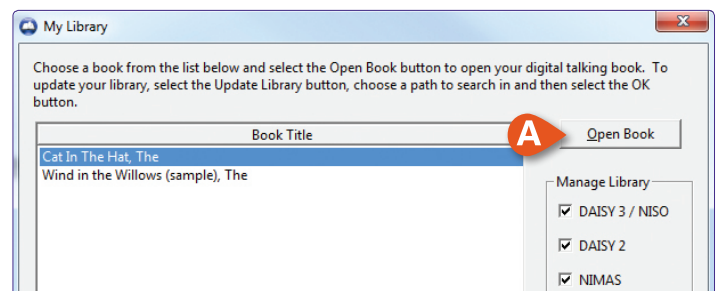 My Library
Choose a book from the list below and select the Open Book button to open your digital talking book. To
update your library, select the Update Library button, choose a path to search in and then select the OK
button.
Book Title
A
Open Book
Cat In The Hat, The
Wind in the Willows (sample), The
Manage Library
DAISY 3 / NISO
DAISY 2
NIMAS